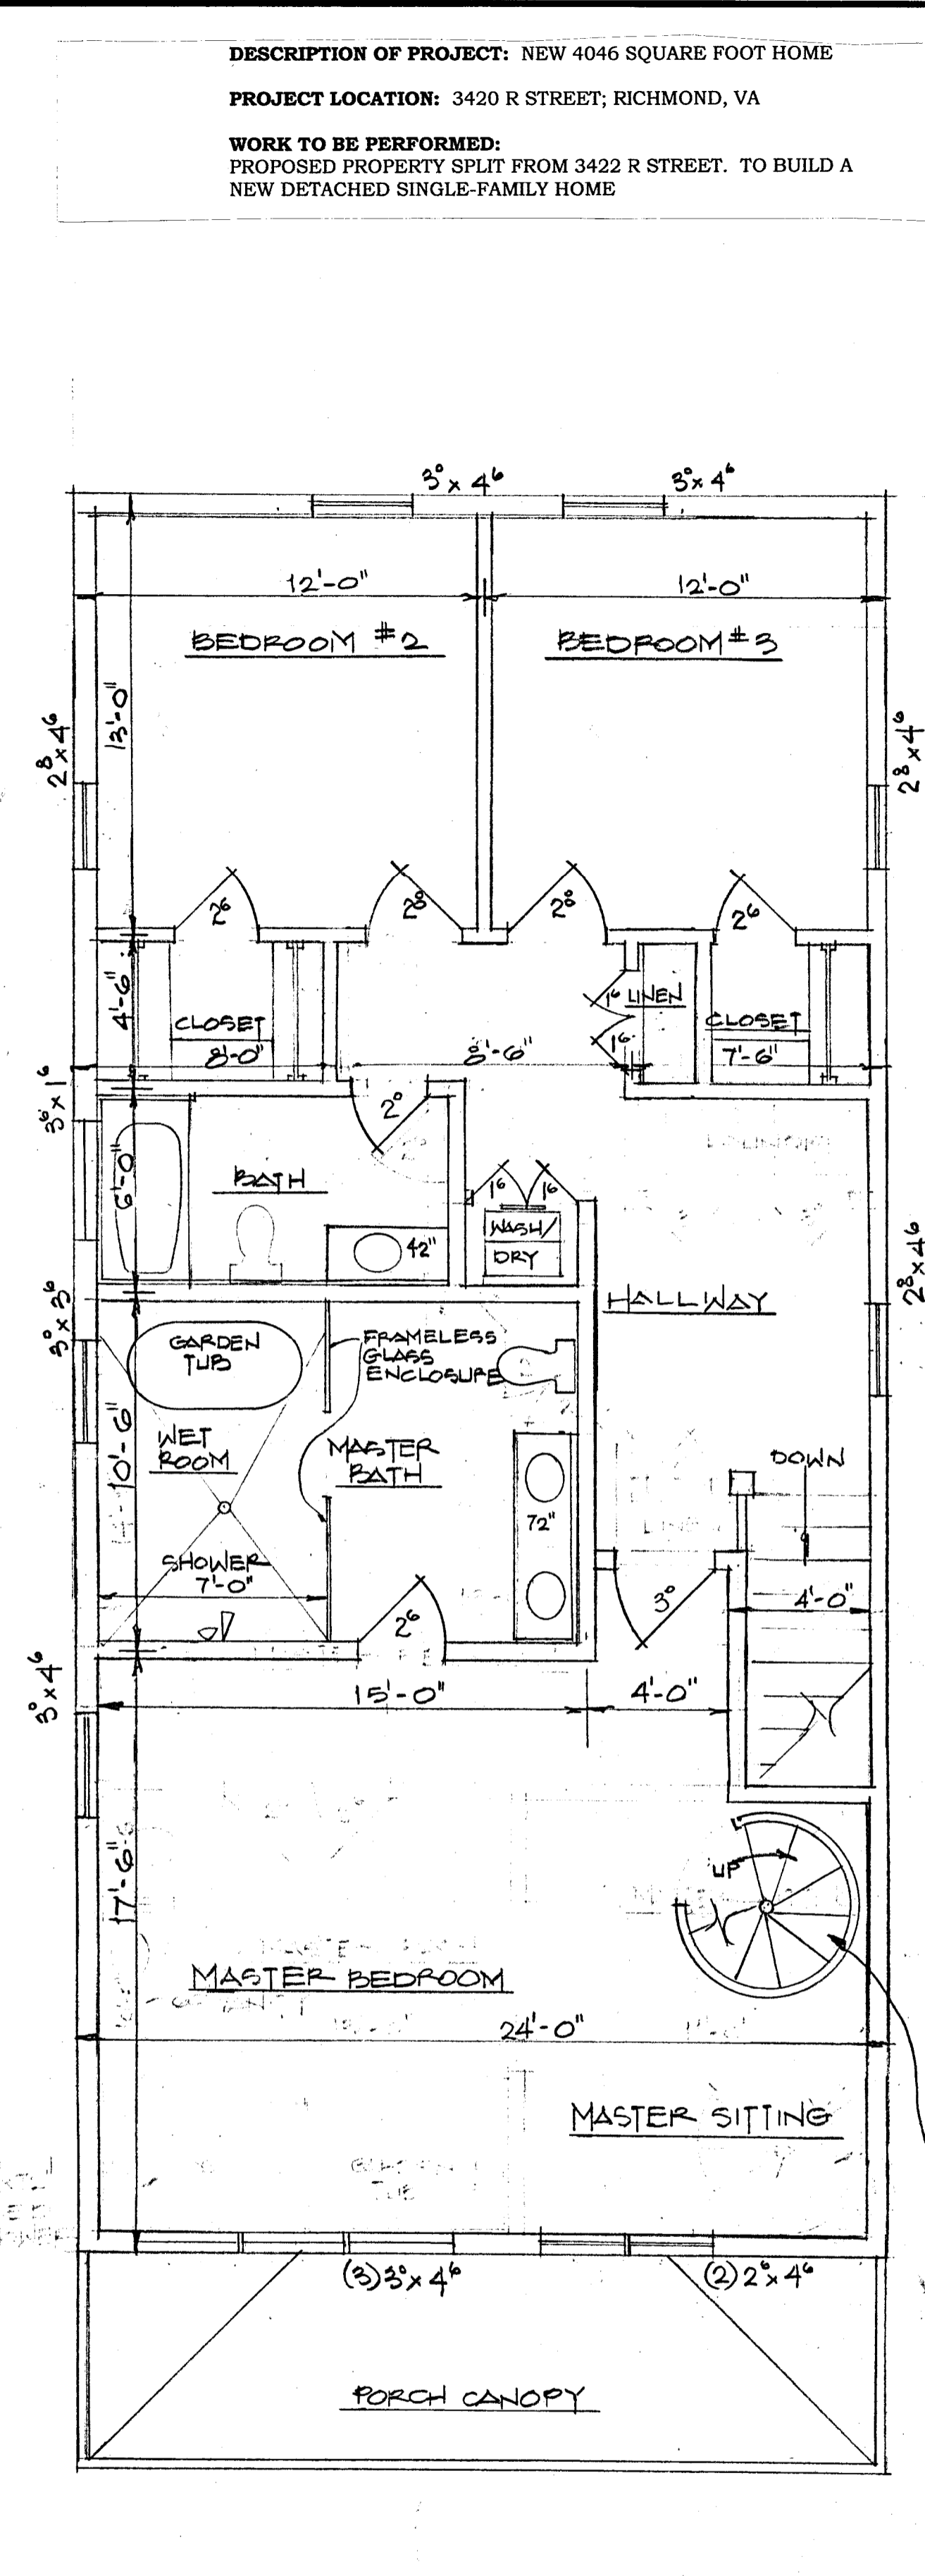 DESCRIPTION OF PROJECT: NEW 4046 SQUARE FOOT HOME
PROJECT LOCATION: 3420 R STREET; RICHMOND, VA
WORK TO BE PERFORMED:
PROPOSED PROPERTY SPLIT FROM 3422 R STREET. TO BUILD A
NEW DETACHED SINGLE-FAMILY HOME
3⁰ x 4⁶
3⁰ x 4⁶
12'-0"
12'-0"
BEDROOM #2
BEDROOM #3
13'-0"
2⁸ x 4⁶
2⁸ x 4⁶
2⁶
2⁸
2⁸
2⁶
4'-6"
CLOSET
8'-0"
8'-6"
1⁶
LINEN
1⁶
CLOSET
7'-6"
3⁶ x 1⁶
2⁰
6'-0"
BATH
42"
1⁶
1⁶
WASH/
DRY
2⁸ x 4⁶
HALLWAY
3⁰ x 3⁶
GARDEN
TUB
FRAMELESS
GLASS
ENCLOSURE
10'-6"
WET
ROOM
MASTER
BATH
DOWN
72"
SHOWER
7'-0"
2⁶
3⁰
4'-0"
3⁰ x 4⁶
15'-0"
4'-0"
17'-6"
UP
MASTER BEDROOM
24'-0"
MASTER SITTING
(3) 3⁰ x 4⁶
(2) 2⁶ x 4⁶
PORCH CANOPY